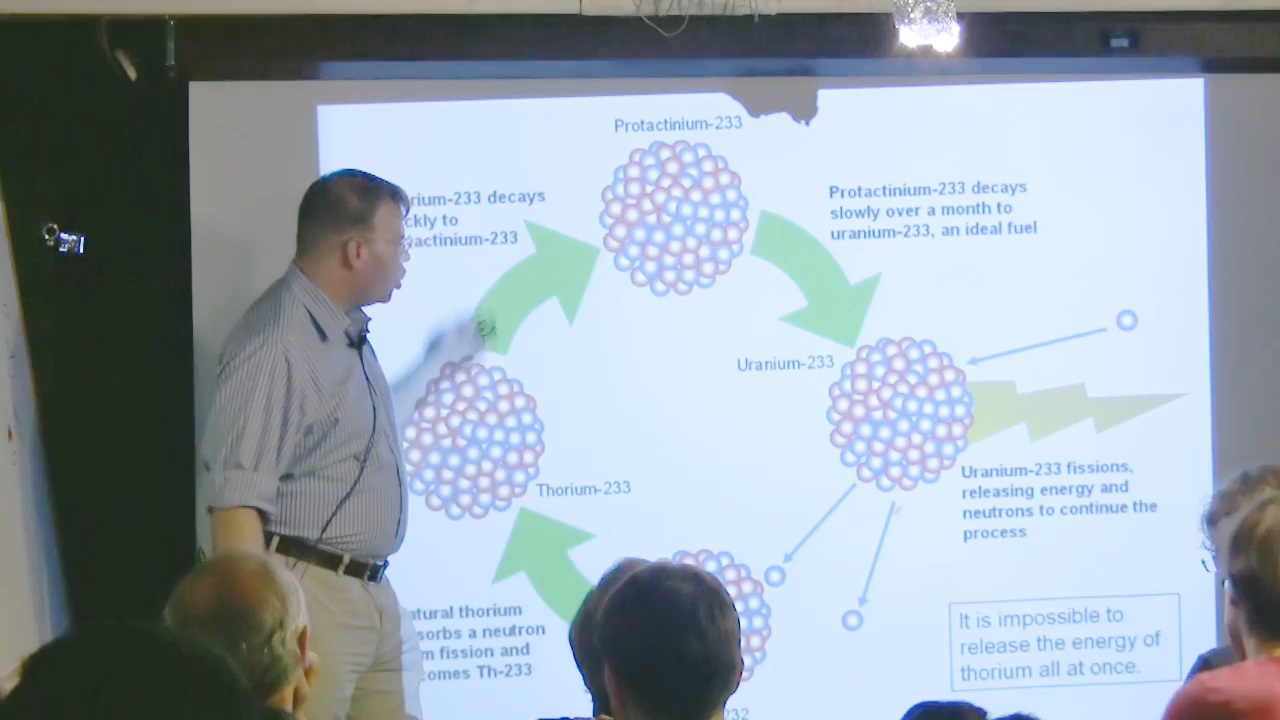 Protactinium-233
rium-233 decays
ckly to
actinium-233
Protactinium-233 decays
slowly over a month to
uranium-233, an ideal fuel
Uranium-233
Thorium-233
Uranium-233 fissions,
releasing energy and
neutrons to continue the
process
atural thorium
sorbs a neutron
m fission and
comes Th-233
It is impossible to
release the energy of
thorium all at once.
232